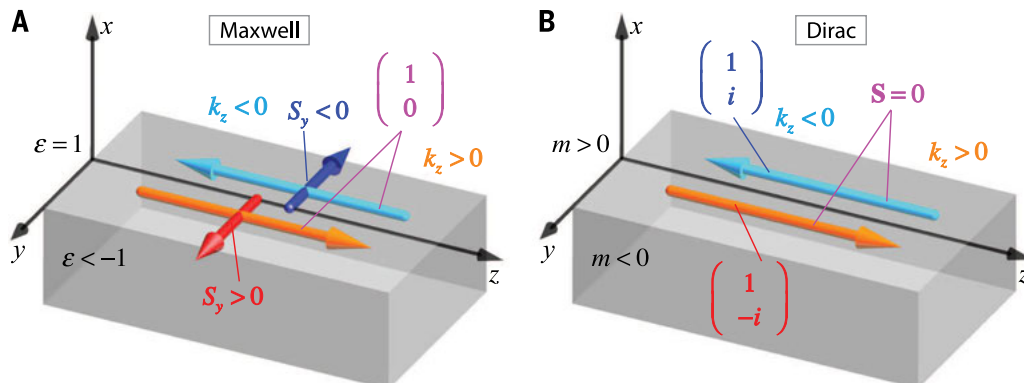 A
Maxwell
x
( 1
0 )
k_z < 0
S_y < 0
ε = 1
k_z > 0
y
ε < −1
S_y > 0
z
B
Dirac
x
( 1
i )
S = 0
k_z < 0
m > 0
k_z > 0
y
m < 0
z
( 1
−i )